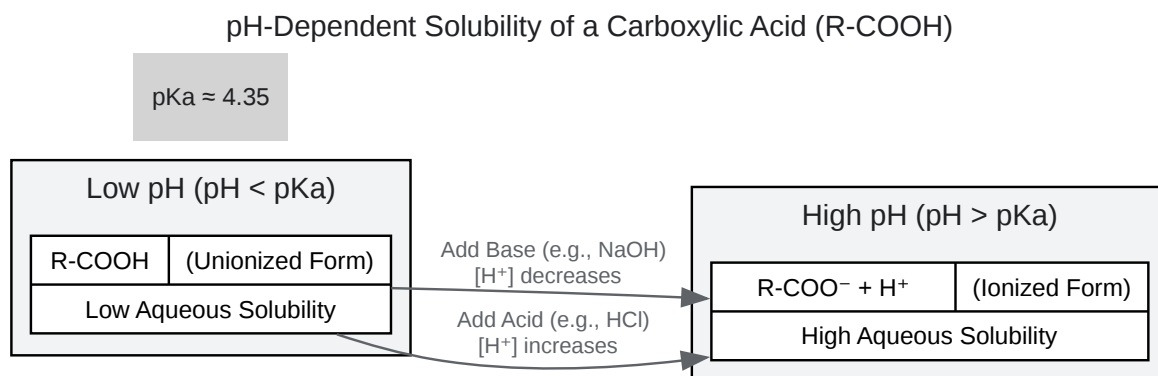 pH-Dependent Solubility of a Carboxylic Acid (R-COOH)
pKa ≈ 4.35
Low pH (pH < pKa)
R-COOH
(Unionized Form)
Low Aqueous Solubility
Add Base (e.g., NaOH)
[H⁺] decreases
Add Acid (e.g., HCl)
[H⁺] increases
High pH (pH > pKa)
R-COO⁻ + H⁺
(Ionized Form)
High Aqueous Solubility